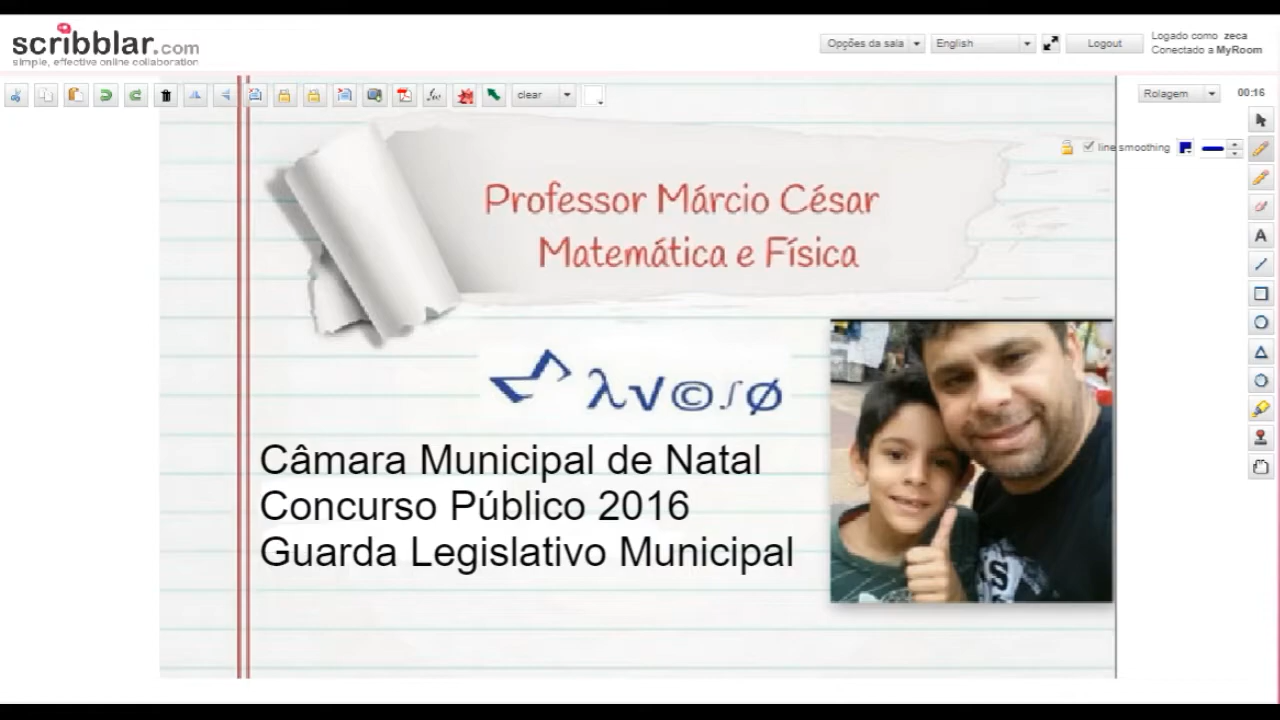 scribblar.com
simple, effective online collaboration
Opções da sala
English
Logout
Logado como zeca
Conectado a MyRoom
clear
Rolagem
00:16
line smoothing
A
Professor Márcio César
Matemática e Física
λ√©∫ø
Câmara Municipal de Natal
Concurso Público 2016
Guarda Legislativo Municipal